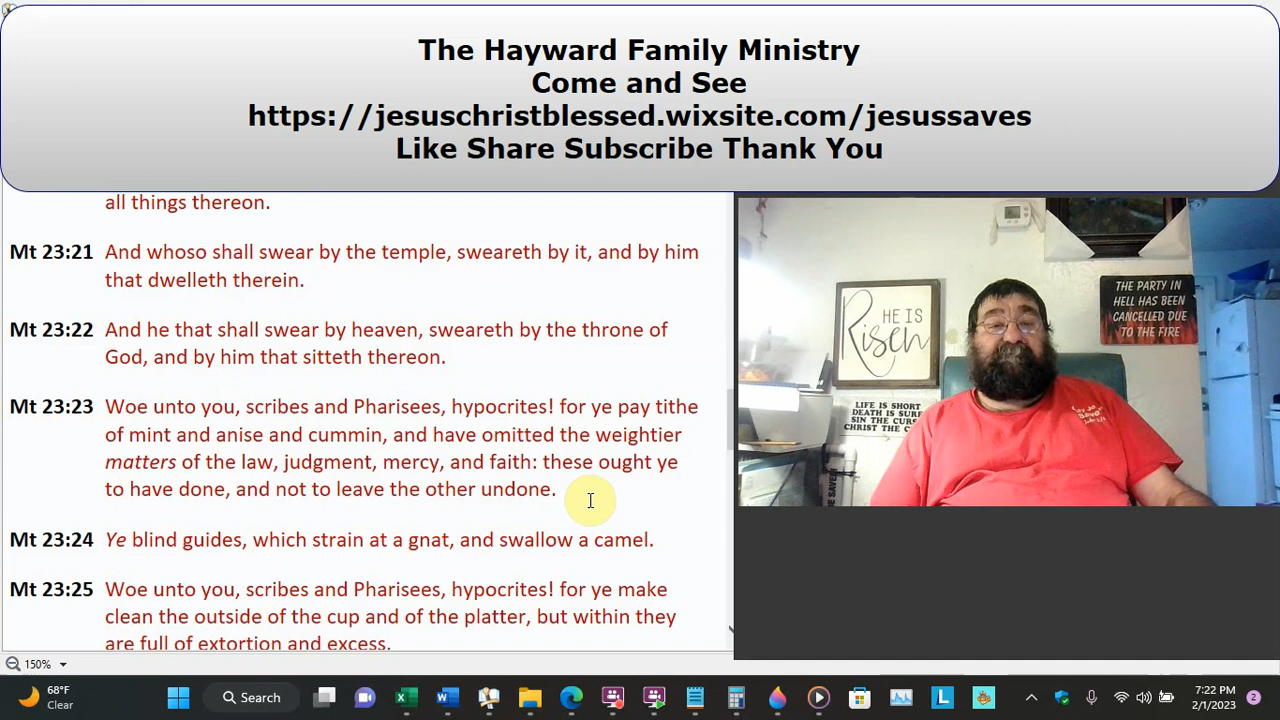 The Hayward Family Ministry
Come and See
https://jesuschristblessed.wixsite.com/jesussaves
Like Share Subscribe Thank You
all things thereon.
Mt 23:21 And whoso shall swear by the temple, sweareth by it, and by him
that dwelleth therein.
Mt 23:22 And he that shall swear by heaven, sweareth by the throne of
God, and by him that sitteth thereon.
Mt 23:23 Woe unto you, scribes and Pharisees, hypocrites! for ye pay tithe
of mint and anise and cummin, and have omitted the weightier
matters of the law, judgment, mercy, and faith: these ought ye
to have done, and not to leave the other undone.
Mt 23:24 Ye blind guides, which strain at a gnat, and swallow a camel.
Mt 23:25 Woe unto you, scribes and Pharisees, hypocrites! for ye make
clean the outside of the cup and of the platter, but within they
are full of extortion and excess.
HE IS
Risen
THE PARTY IN
HELL HAS BEEN
CANCELLED DUE
TO THE FIRE
LIFE IS SHORT
DEATH IS SURE
SIN THE CURSE
CHRIST THE
150%
68°F
Clear
Search
7:22 PM
2/1/2023
2